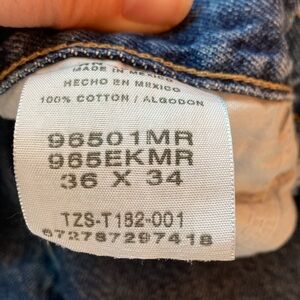 MADE IN MEXICO
HECHO EN MEXICO
100% COTTON / ALGODON
96501MR
965EKMR
36 X 34
TZS-T182-001
672787297418